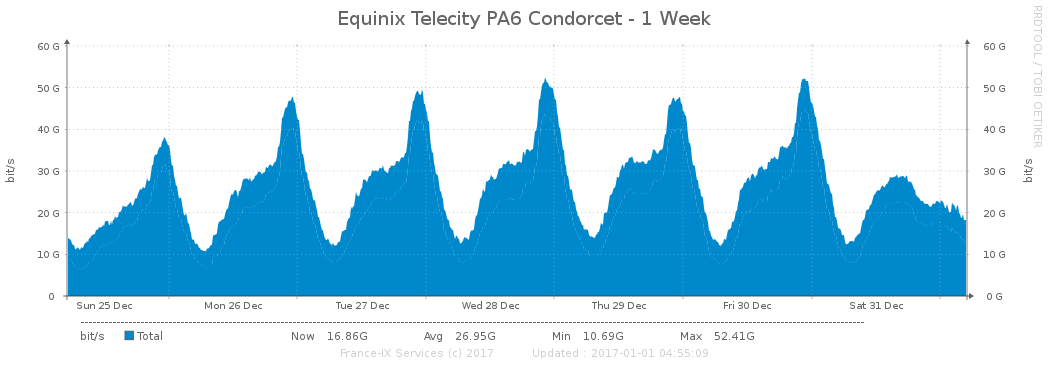 Equinix Telecity PA6 Condorcet - 1 Week
RRDTOOL / TOBI OETIKER
60 G 60 G
50 G 50 G
40 G 40 G
30 G 30 G
20 G 20 G
10 G 10 G
0 0 G
bit/s
bit/s
Sun 25 Dec Mon 26 Dec Tue 27 Dec Wed 28 Dec Thu 29 Dec Fri 30 Dec Sat 31 Dec
bit/s Total Now 16.86G Avg 26.95G Min 10.69G Max 52.41G
France-IX Services (c) 2017 Updated : 2017-01-01 04:55:09